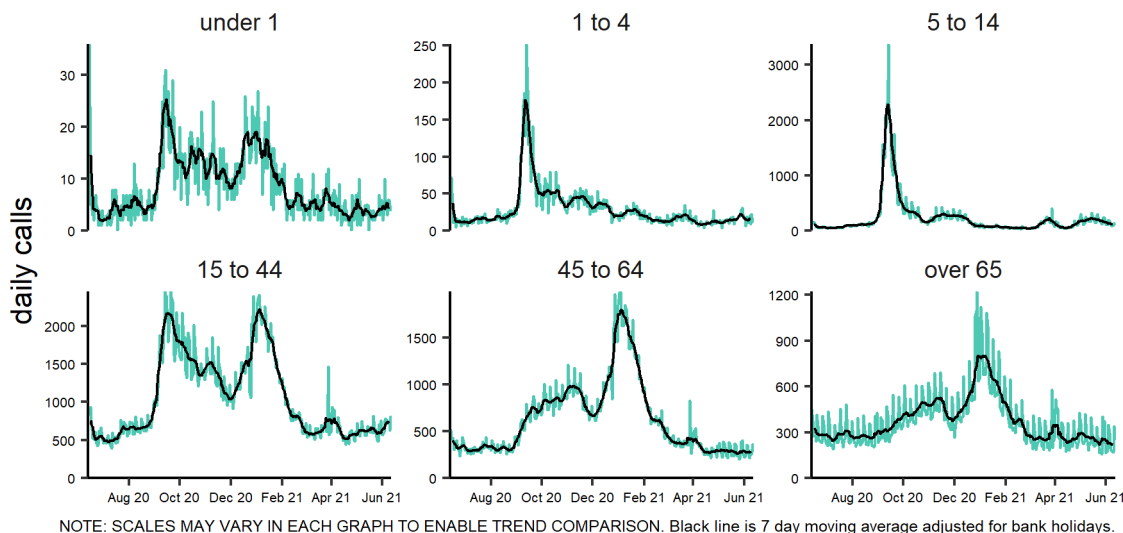 under 1
1 to 4
5 to 14
30
20
10
0
250
200
150
100
50
0
3000
2000
1000
0
daily calls
15 to 44
45 to 64
over 65
2000
1500
1000
500
0
1500
1000
500
0
1200
900
600
300
0
Aug 20 Oct 20 Dec 20 Feb 21 Apr 21 Jun 21
Aug 20 Oct 20 Dec 20 Feb 21 Apr 21 Jun 21
Aug 20 Oct 20 Dec 20 Feb 21 Apr 21 Jun 21
NOTE: SCALES MAY VARY IN EACH GRAPH TO ENABLE TREND COMPARISON. Black line is 7 day moving average adjusted for bank holidays.